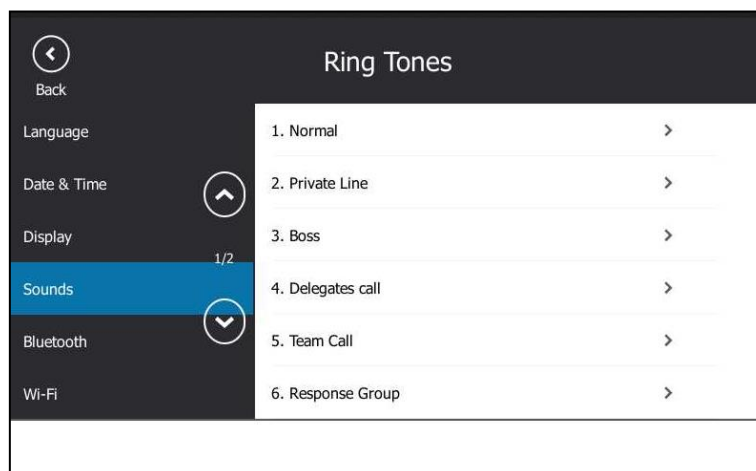 Ring Tones
Back
Language
Date & Time
Display
1/2
Sounds
Bluetooth
Wi-Fi
1. Normal
2. Private Line
3. Boss
4. Delegates call
5. Team Call
6. Response Group